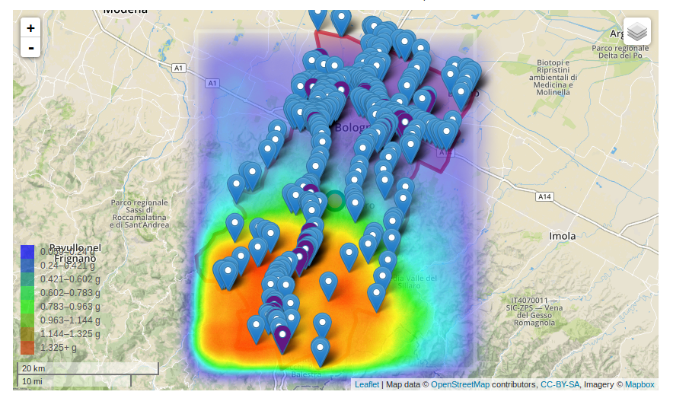 Modena
+
-
A1
A1
Biotopi e
Ripristini
ambientali di
Medicina e
Molinella
Parco regionale
Delta del Po
Bologn
A14
Parco regionale
Sassi di
Roccamalatina
e di Sant'Andrea
Imola
Pavullo nel
Frignano
0.24–0.421 g
0.421–0.602 g
0.602–0.783 g
0.783–0.963 g
0.963–1.144 g
1.144–1.325 g
1.325+ g
IT4070011 —
SIC-ZPS — Vena
del Gesso
Romagnola
20 km
10 mi
Leaflet | Map data © OpenStreetMap contributors, CC-BY-SA, Imagery © Mapbox